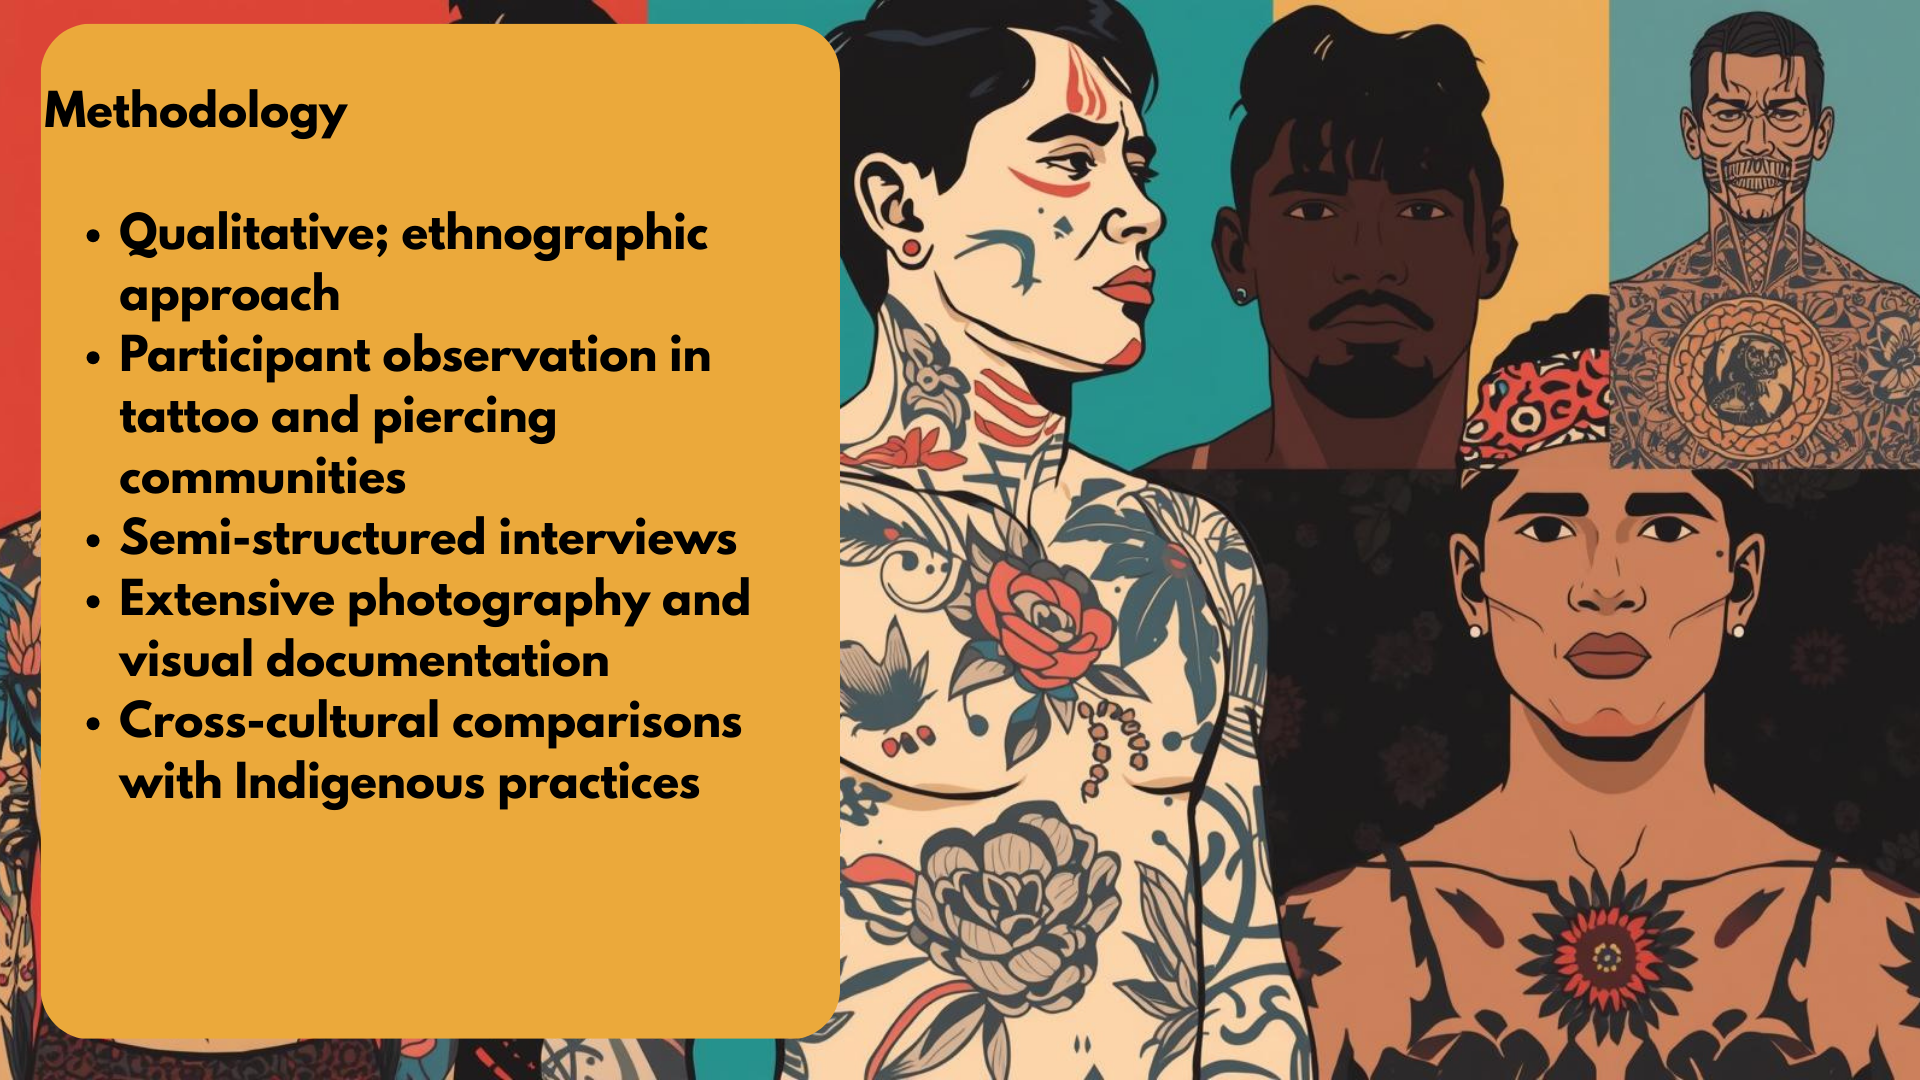 Methodology
• Qualitative; ethnographic
approach
• Participant observation in
tattoo and piercing
communities
• Semi-structured interviews
• Extensive photography and
visual documentation
• Cross-cultural comparisons
with Indigenous practices